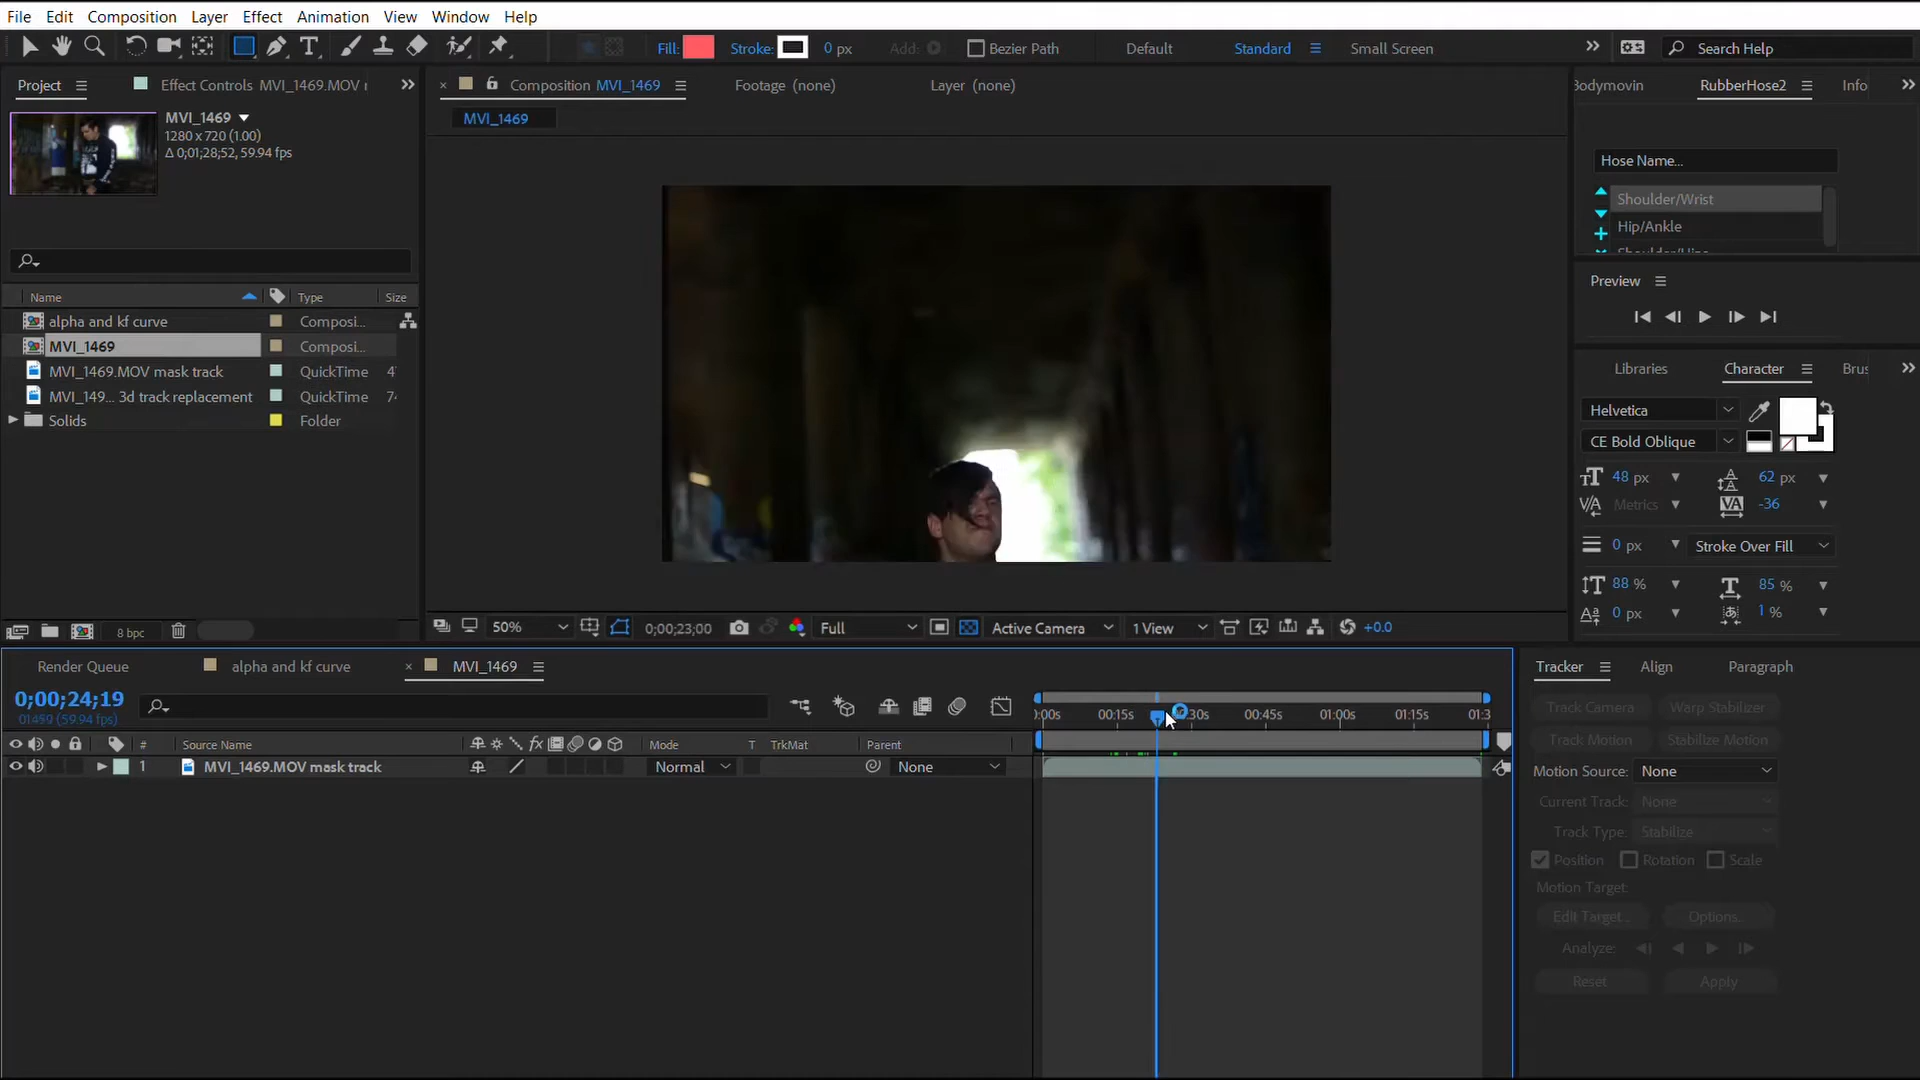 File Edit Composition Layer Effect Animation View Window Help
Fill: Stroke: 0 px Add: Bezier Path Default Standard Small Screen Search Help
Project Effect Controls MVI_1469.MOV
Composition MVI_1469 Footage (none) Layer (none)
Bodymovin RubberHose2 Info
MVI_1469
1280 x 720 (1.00)
Δ 0;01;28;52, 59.94 fps
MVI_1469
Hose Name...
Shoulder/Wrist
Hip/Ankle
Preview
Name Type Size
alpha and kf curve Composi...
MVI_1469 Composi...
MVI_1469.MOV mask track QuickTime
MVI_149... 3d track replacement QuickTime
Solids Folder
Libraries Character Brus
Helvetica
CE Bold Oblique
48 px 62 px
Metrics -36
0 px Stroke Over Fill
88 % 85 %
0 px 1 %
8 bpc
50% 0;00;23;00 Full Active Camera 1 View +0.0
Render Queue alpha and kf curve MVI_1469
0;00;24;19
01459 (59.94 fps)
:00s 00:15s 00:30s 00:45s 01:00s 01:15s 01:3
# Source Name fx Mode T TrkMat Parent
1 MVI_1469.MOV mask track Normal None
Tracker Align Paragraph
Track Camera Warp Stabilizer
Track Motion Stabilize Motion
Motion Source: None
Current Track: None
Track Type: Stabilize
Position Rotation Scale
Motion Target:
Edit Target... Options...
Analyze:
Reset Apply